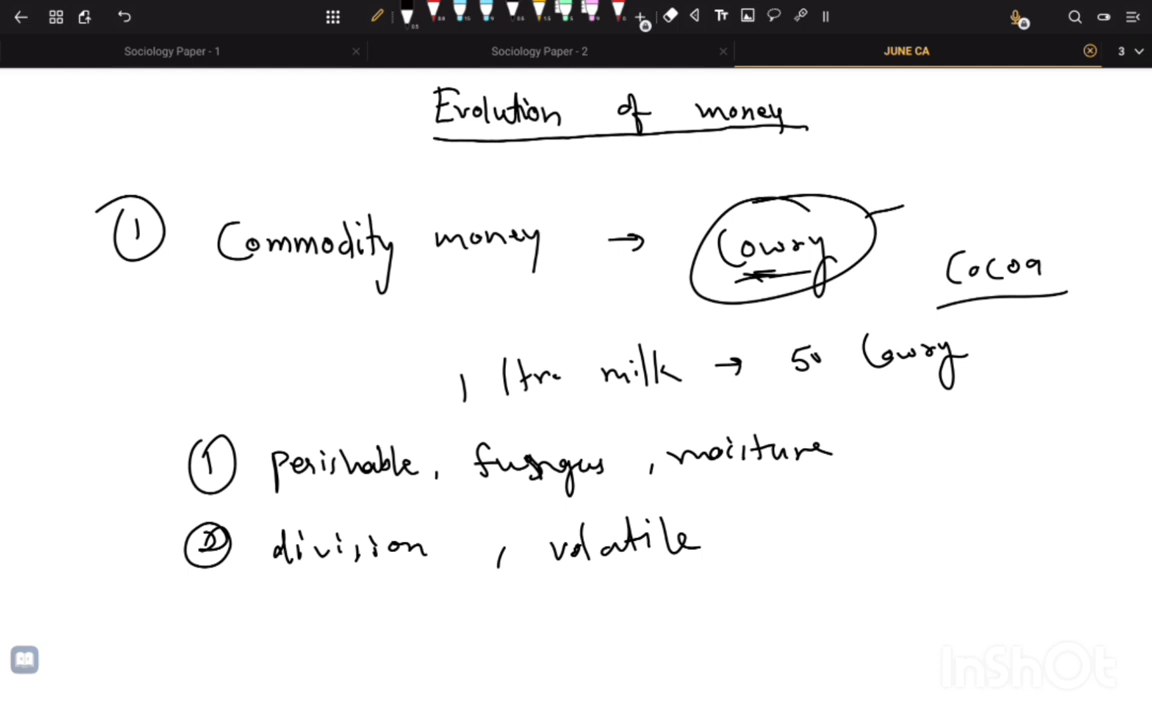 Sociology Paper - 1
Sociology Paper - 2
JUNE CA
3
Evolution of money
① Commodity money → Cowry
Cocoa
1 ltre milk → 50 Cowry
① perishable, fungus, moisture
② division, volatile
InShOt